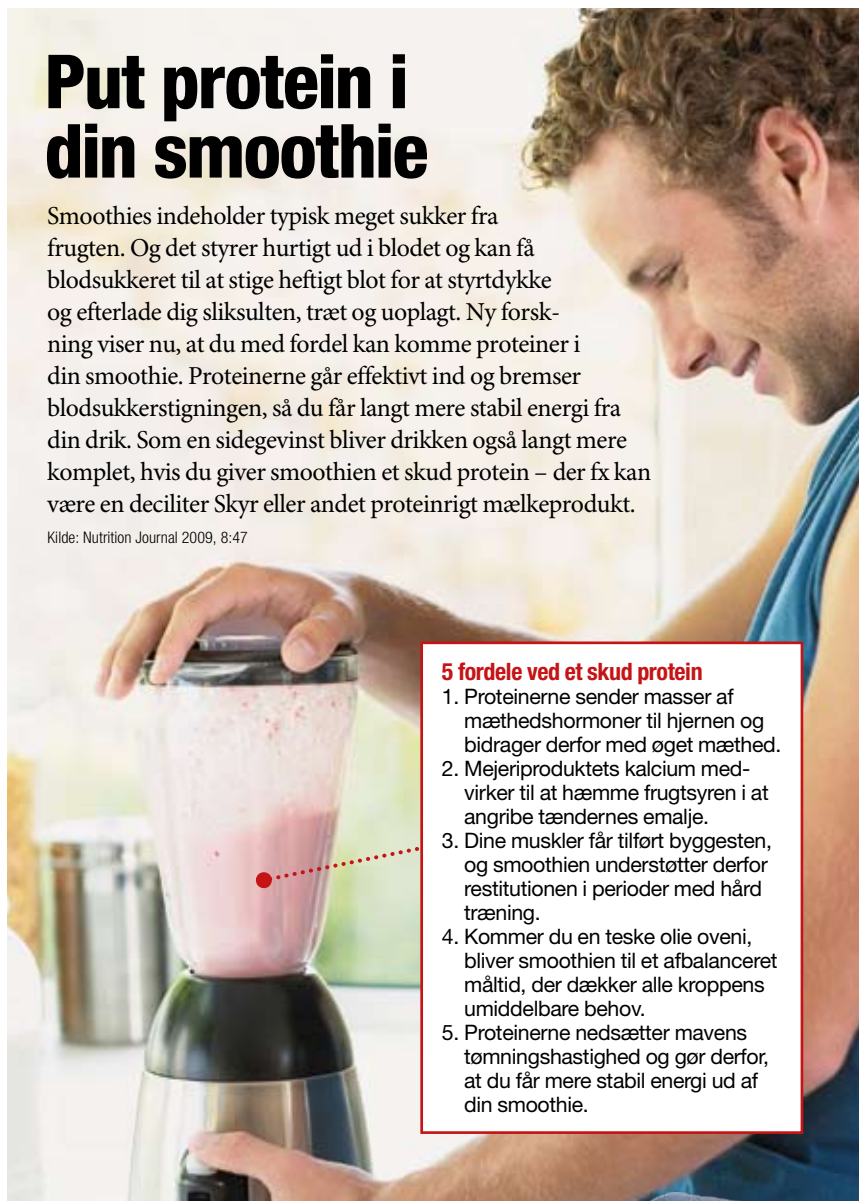 Put protein i
din smoothie
Smoothies indeholder typisk meget sukker fra
frugten. Og det styrer hurtigt ud i blodet og kan få
blodsukkeret til at stige heftigt blot for at styrtdykke
og efterlade dig sliksulten, træt og uoplagt. Ny forsk-
ning viser nu, at du med fordel kan komme proteiner i
din smoothie. Proteinerne går effektivt ind og bremser
blodsukkerstigningen, så du får langt mere stabil energi fra
din drik. Som en sidegevinst bliver drikken også langt mere
komplet, hvis du giver smoothien et skud protein – der fx kan
være en deciliter Skyr eller andet proteinrigt mælkeprodukt.
Kilde: Nutrition Journal 2009, 8:47
5 fordele ved et skud protein
1. Proteinerne sender masser af
mæthedshormoner til hjernen og
bidrager derfor med øget mæthed.
2. Mejeriproduktets kalcium med-
virker til at hæmme frugtsyren i at
angribe tændernes emalje.
3. Dine muskler får tilført byggesten,
og smoothien understøtter derfor
restitutionen i perioder med hård
træning.
4. Kommer du en teske olie oveni,
bliver smoothien til et afbalanceret
måltid, der dækker alle kroppens
umiddelbare behov.
5. Proteinerne nedsætter mavens
tømningshastighed og gør derfor,
at du får mere stabil energi ud af
din smoothie.